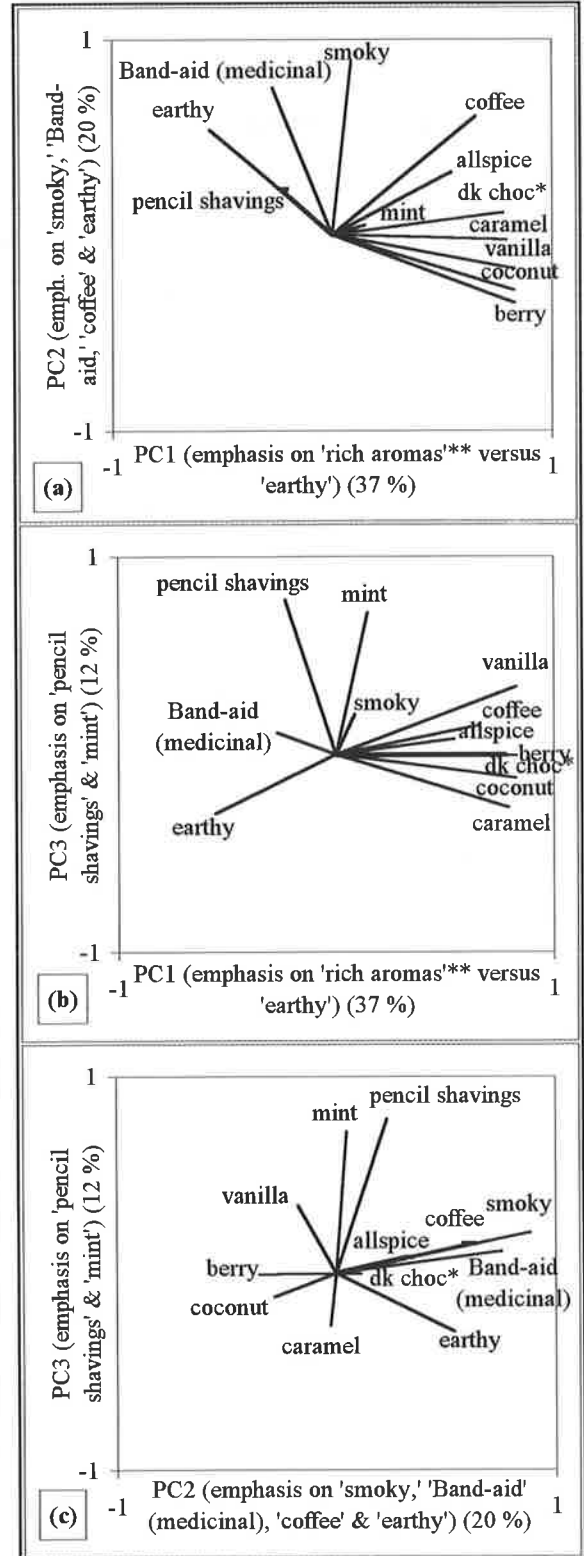 1
smoky
Band-aid (medicinal)
earthy
coffee
allspice
dk choc*
pencil shavings
mint
caramel
vanilla
coconut
berry
PC2 (emph. on 'smoky,' 'Band-
aid,' 'coffee' & 'earthy') (20 %)
-1
-1
1
PC1 (emphasis on 'rich aromas'** versus
'earthy') (37 %)
(a)
1
pencil shavings
mint
vanilla
smoky
Band-aid
(medicinal)
coffee
allspice
berry
dk choc*
coconut
earthy
caramel
PC3 (emphasis on 'pencil
shavings' & 'mint') (12 %)
-1
-1
1
PC1 (emphasis on 'rich aromas'** versus
'earthy') (37 %)
(b)
1
mint
pencil shavings
vanilla
smoky
coffee
allspice
berry
dk choc*
Band-aid
(medicinal)
coconut
caramel
earthy
PC3 (emphasis on 'pencil
shavings' & 'mint') (12 %)
-1
-1
1
PC2 (emphasis on 'smoky,' 'Band-aid'
(medicinal), 'coffee' & 'earthy') (20 %)
(c)